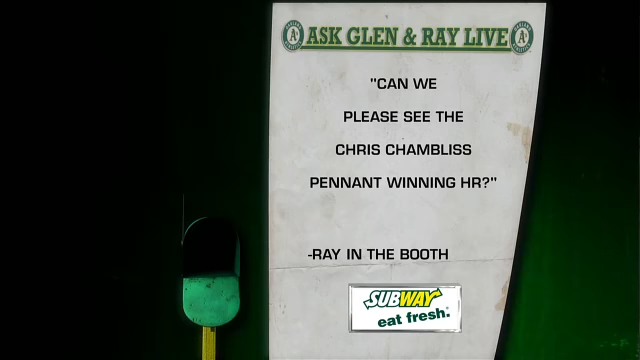 ASK GLEN & RAY LIVE
"CAN WE
PLEASE SEE THE
CHRIS CHAMBLISS
PENNANT WINNING HR?"
-RAY IN THE BOOTH
SUBWAY
eat fresh.